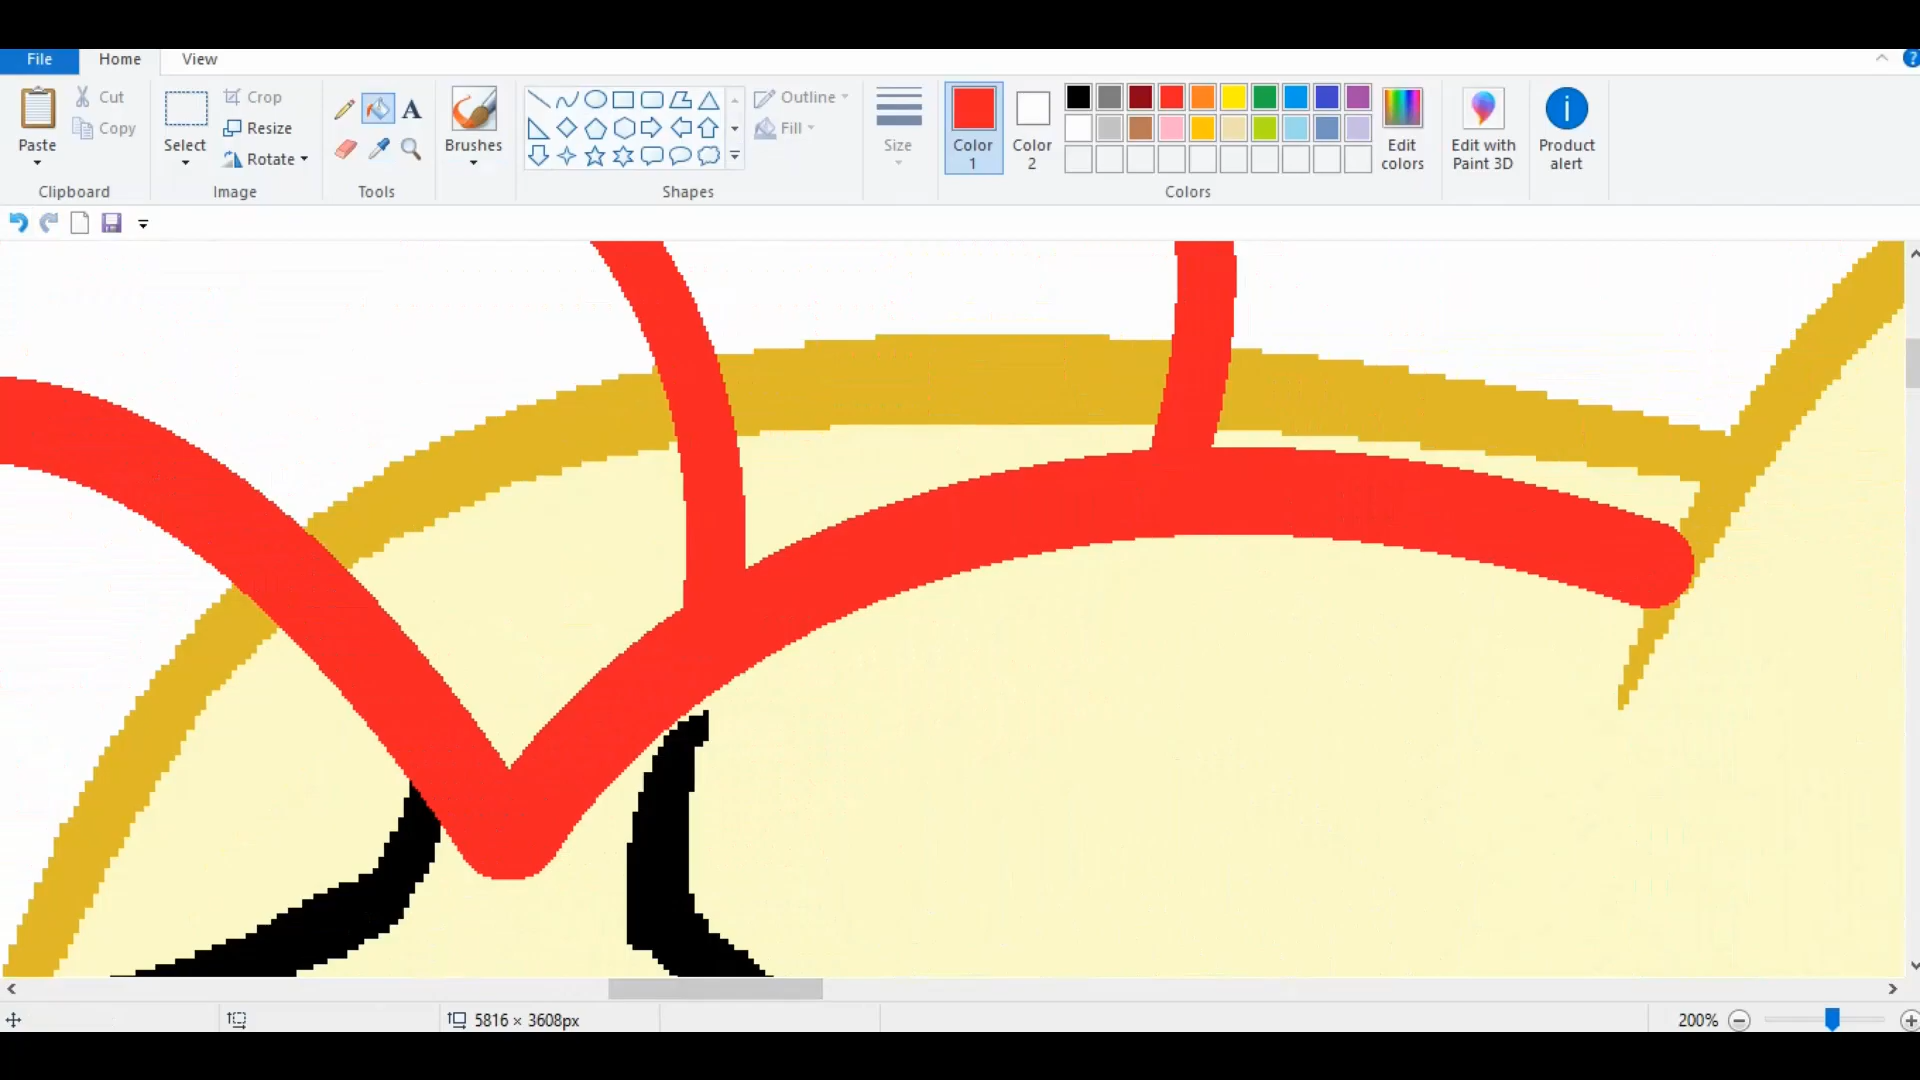 File Home View
Paste
Cut
Copy
Clipboard
Select
Crop
Resize
Rotate
Image
A
Tools
Brushes
Shapes
Outline
Fill
Size
Color
1
Color
2
Edit
colors
Colors
Edit with
Paint 3D
Product
alert
?
5816 × 3608px
200%